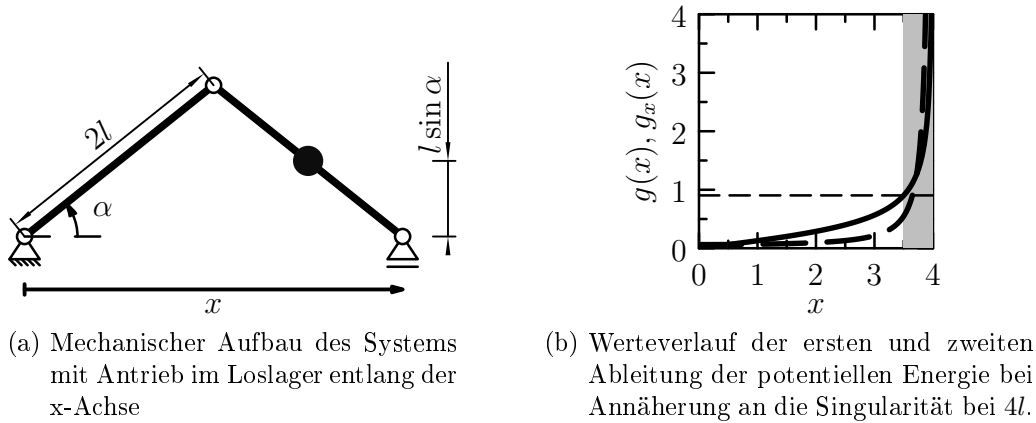 2l
α
l sin α
x
g(x), g_x(x)
4
3
2
1
0
0 1 2 3 4
x
(a) Mechanischer Aufbau des Systems
mit Antrieb im Loslager entlang der
x-Achse
(b) Werteverlauf der ersten und zweiten
Ableitung der potentiellen Energie bei
Annäherung an die Singularität bei 4l.